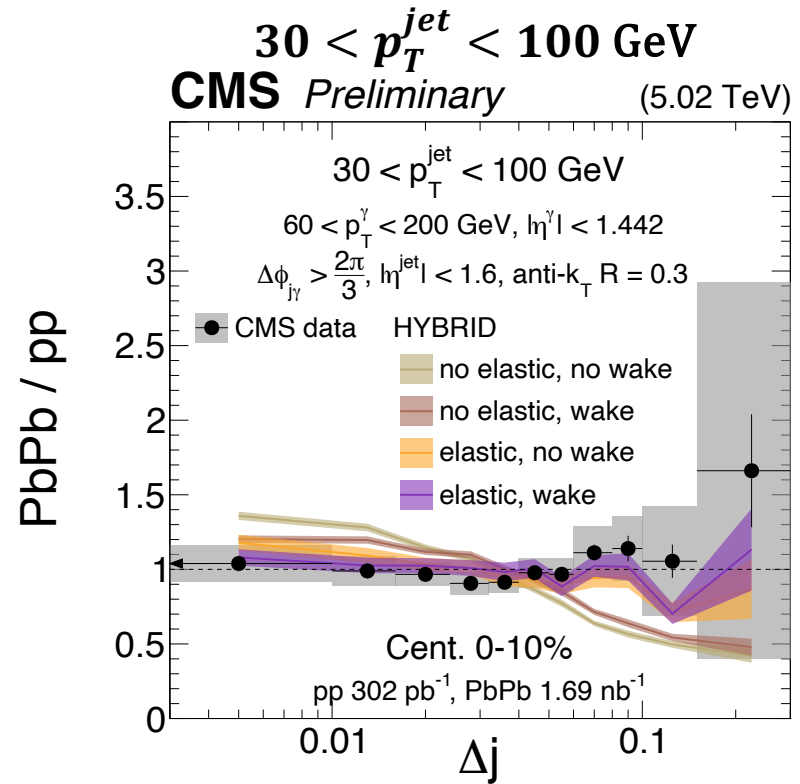 30 < p_T^jet < 100 GeV
CMS Preliminary (5.02 TeV)
30 < p_T^jet < 100 GeV
60 < p_T^γ < 200 GeV, |η^γ| < 1.442
Δφ_jγ > 2π/3, |η^jet| < 1.6, anti-k_T R = 0.3
CMS data HYBRID
no elastic, no wake
no elastic, wake
elastic, no wake
elastic, wake
Cent. 0-10%
pp 302 pb^-1, PbPb 1.69 nb^-1
PbPb / pp
3.5
3
2.5
2
1.5
1
0.5
0
0.01 0.1
Δj